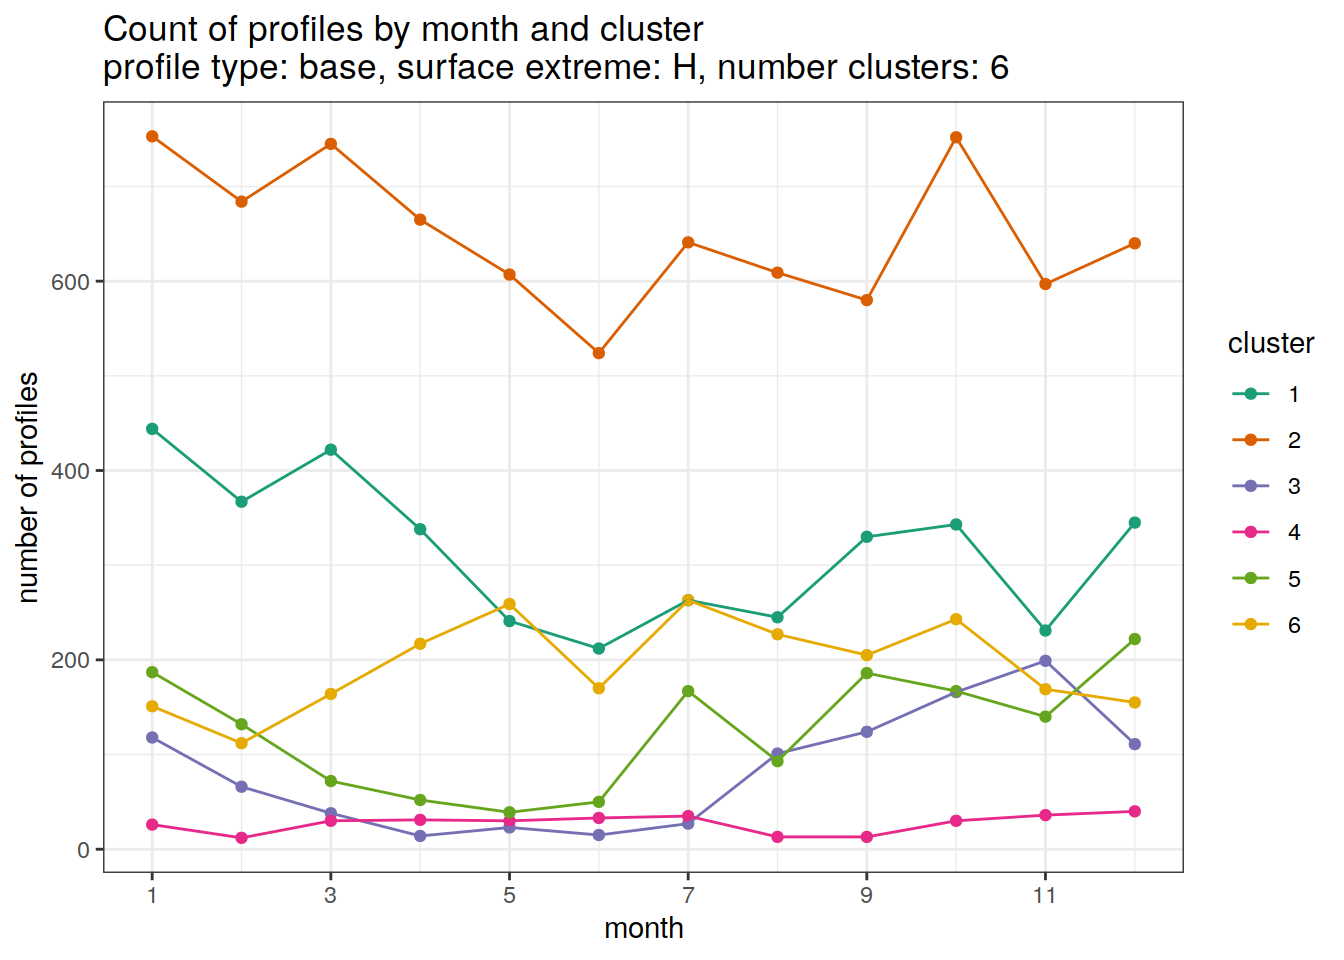 Count of profiles by month and cluster
profile type: base, surface extreme: H, number clusters: 6
number of profiles
600
400
200
0
1 3 5 7 9 11
month
cluster
1
2
3
4
5
6